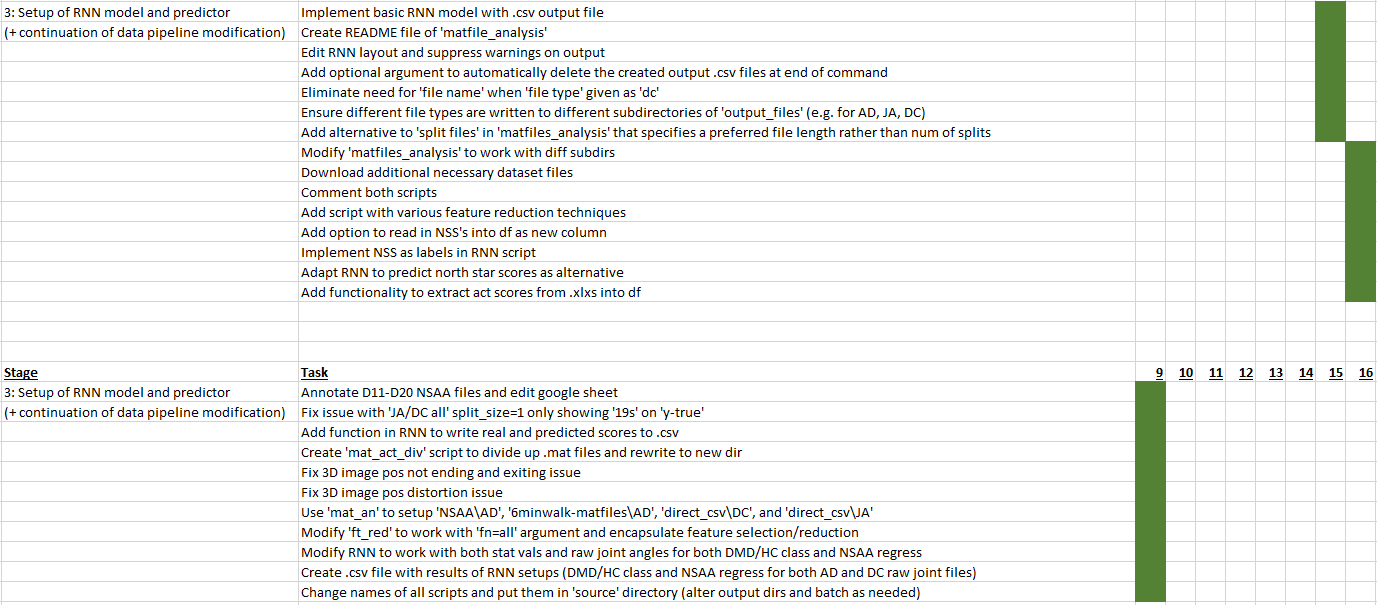 3: Setup of RNN model and predictor Implement basic RNN model with .csv output file
(+ continuation of data pipeline modification) Create README file of 'matfile_analysis'
Edit RNN layout and suppress warnings on output
Add optional argument to automatically delete the created output .csv files at end of command
Eliminate need for 'file name' when 'file type' given as 'dc'
Ensure different file types are written to different subdirectories of 'output_files' (e.g. for AD, JA, DC)
Add alternative to 'split files' in 'matfiles_analysis' that specifies a preferred file length rather than num of splits
Modify 'matfiles_analysis' to work with diff subdirs
Download additional necessary dataset files
Comment both scripts
Add script with various feature reduction techniques
Add option to read in NSS's into df as new column
Implement NSS as labels in RNN script
Adapt RNN to predict north star scores as alternative
Add functionality to extract act scores from .xlxs into df
Stage Task 9 10 11 12 13 14 15 16
3: Setup of RNN model and predictor Annotate D11-D20 NSAA files and edit google sheet
(+ continuation of data pipeline modification) Fix issue with 'JA/DC all' split_size=1 only showing '19s' on 'y-true'
Add function in RNN to write real and predicted scores to .csv
Create 'mat_act_div' script to divide up .mat files and rewrite to new dir
Fix 3D image pos not ending and exiting issue
Fix 3D image pos distortion issue
Use 'mat_an' to setup 'NSAA\AD', '6minwalk-matfiles\AD', 'direct_csv\DC', and 'direct_csv\JA'
Modify 'ft_red' to work with 'fn=all' argument and encapsulate feature selection/reduction
Modify RNN to work with both stat vals and raw joint angles for both DMD/HC class and NSAA regress
Create .csv file with results of RNN setups (DMD/HC class and NSAA regress for both AD and DC raw joint files)
Change names of all scripts and put them in 'source' directory (alter output dirs and batch as needed)